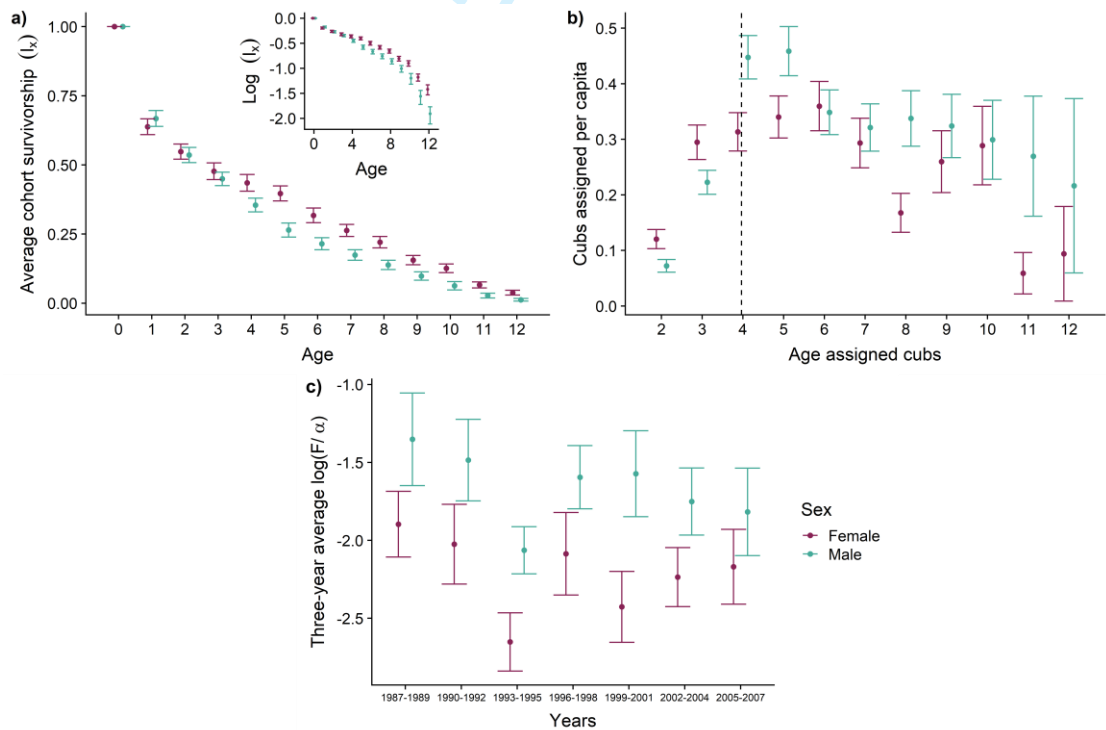 a)
Average cohort survivorship (lₓ)
1.00
0.75
0.50
0.25
0.00
0 1 2 3 4 5 6 7 8 9 10 11 12
Age
Log (lₓ)
0.0
-0.5
-1.0
-1.5
-2.0
0 4 8 12
Age
b)
Cubs assigned per capita
0.5
0.4
0.3
0.2
0.1
0.0
2 3 4 5 6 7 8 9 10 11 12
Age assigned cubs
c)
Three-year average log(F/ α)
-1.0
-1.5
-2.0
-2.5
1987-1989 1990-1992 1993-1995 1996-1998 1999-2001 2002-2004 2005-2007
Years
Sex
Female
Male